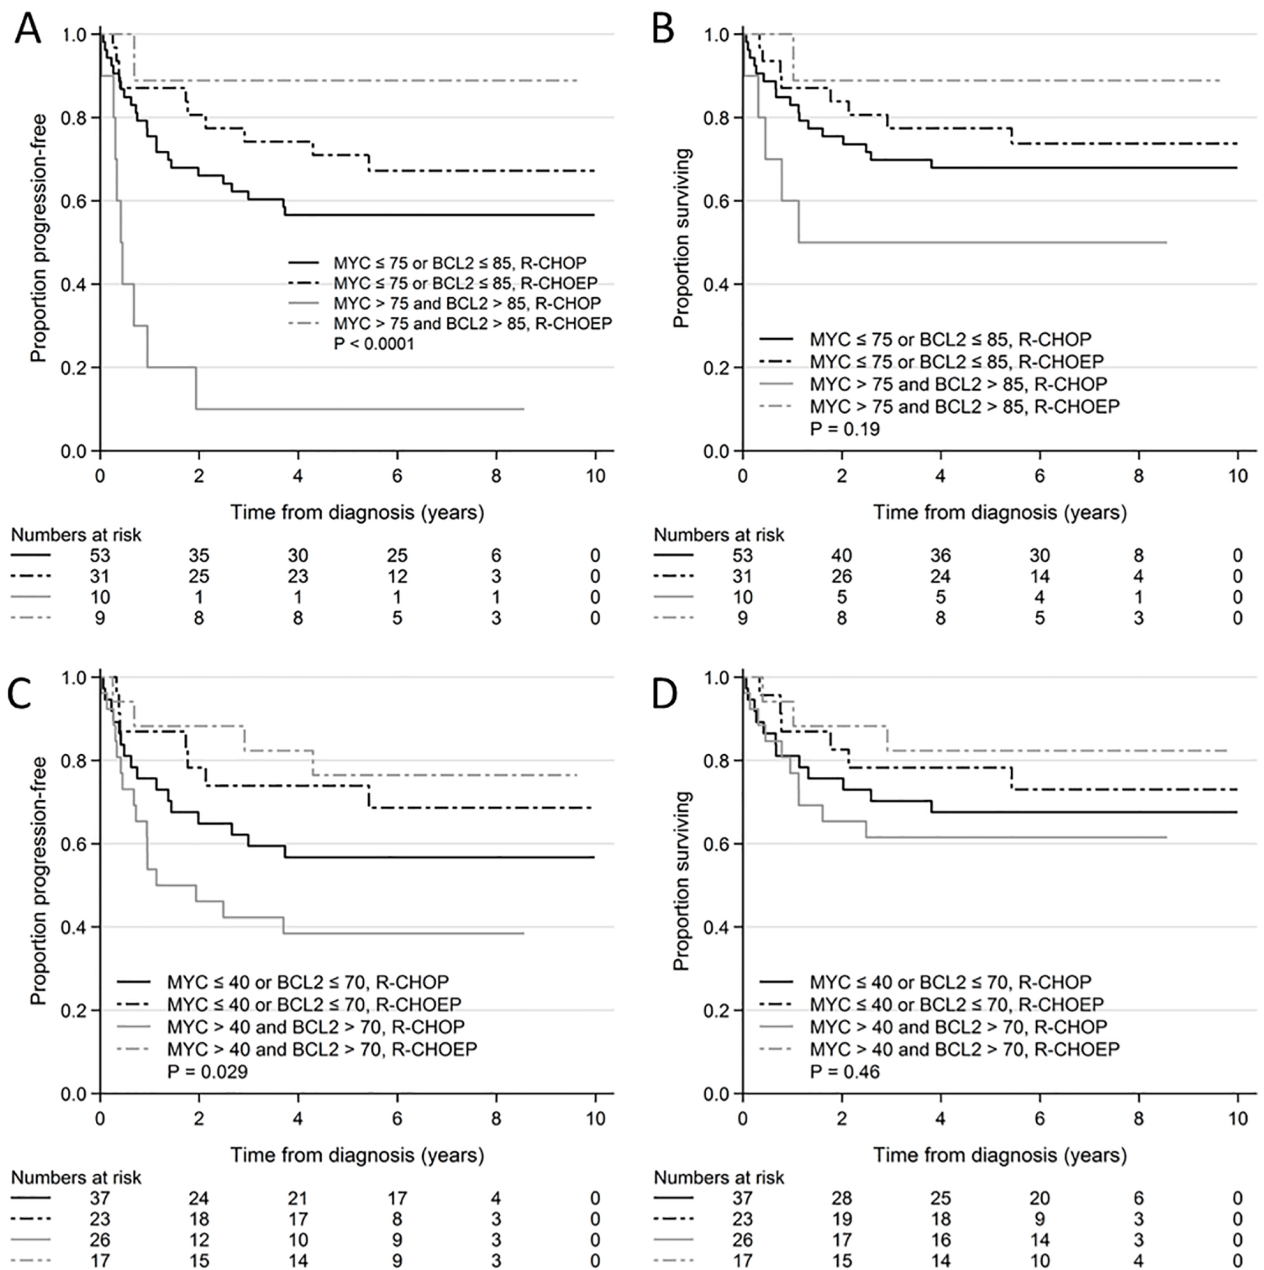 A
Proportion progression-free
1.0
0.8
0.6
0.4
0.2
0.0
MYC ≤ 75 or BCL2 ≤ 85, R-CHOP
MYC ≤ 75 or BCL2 ≤ 85, R-CHOEP
MYC > 75 and BCL2 > 85, R-CHOP
MYC > 75 and BCL2 > 85, R-CHOEP
P < 0.0001
0 2 4 6 8 10
Time from diagnosis (years)
Numbers at risk
53 35 30 25 6 0
31 25 23 12 3 0
10 1 1 1 1 0
9 8 8 5 3 0
B
Proportion surviving
1.0
0.8
0.6
0.4
0.2
0.0
MYC ≤ 75 or BCL2 ≤ 85, R-CHOP
MYC ≤ 75 or BCL2 ≤ 85, R-CHOEP
MYC > 75 and BCL2 > 85, R-CHOP
MYC > 75 and BCL2 > 85, R-CHOEP
P = 0.19
0 2 4 6 8 10
Time from diagnosis (years)
Numbers at risk
53 40 36 30 8 0
31 26 24 14 4 0
10 5 5 4 1 0
9 8 8 5 3 0
C
Proportion progression-free
1.0
0.8
0.6
0.4
0.2
0.0
MYC ≤ 40 or BCL2 ≤ 70, R-CHOP
MYC ≤ 40 or BCL2 ≤ 70, R-CHOEP
MYC > 40 and BCL2 > 70, R-CHOP
MYC > 40 and BCL2 > 70, R-CHOEP
P = 0.029
0 2 4 6 8 10
Time from diagnosis (years)
Numbers at risk
37 24 21 17 4 0
23 18 17 8 3 0
26 12 10 9 3 0
17 15 14 9 3 0
D
Proportion surviving
1.0
0.8
0.6
0.4
0.2
0.0
MYC ≤ 40 or BCL2 ≤ 70, R-CHOP
MYC ≤ 40 or BCL2 ≤ 70, R-CHOEP
MYC > 40 and BCL2 > 70, R-CHOP
MYC > 40 and BCL2 > 70, R-CHOEP
P = 0.46
0 2 4 6 8 10
Time from diagnosis (years)
Numbers at risk
37 28 25 20 6 0
23 19 18 9 3 0
26 17 16 14 3 0
17 15 14 10 4 0